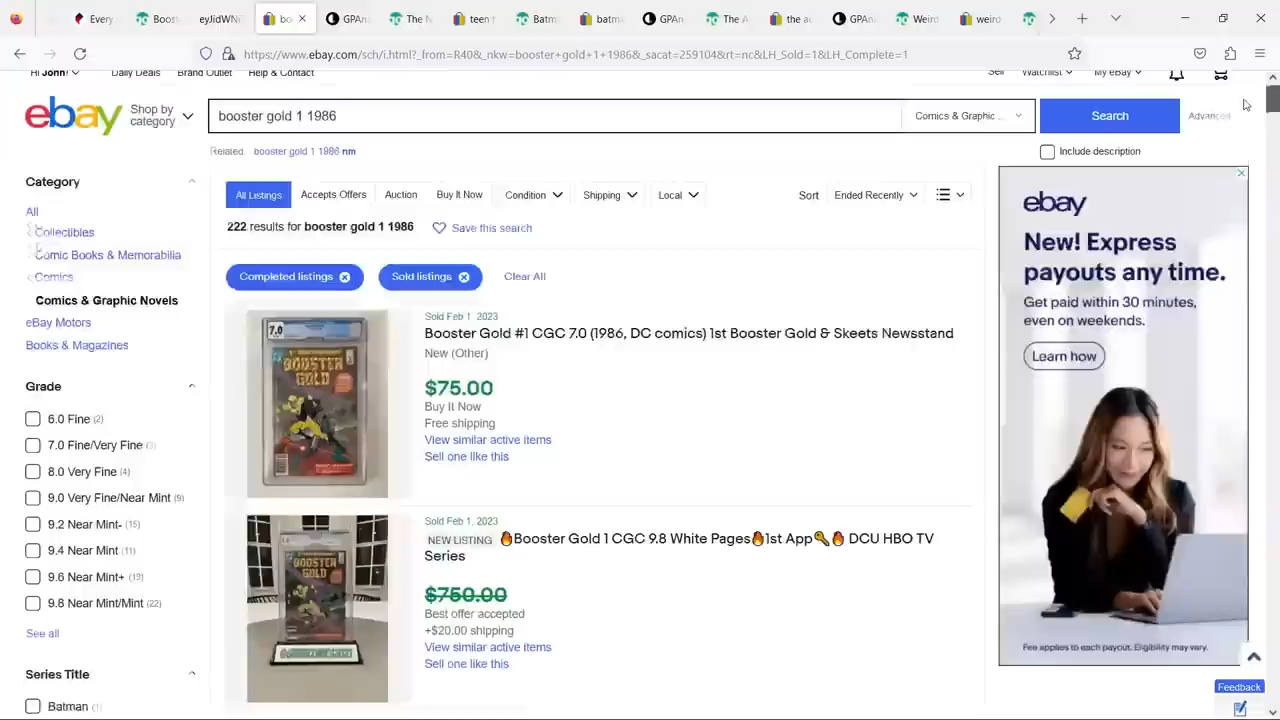 Every
Boost
eyJidWNi
bo
GPAn
The N
teen t
Batm
batma
GPAn
The A
the ac
GPAn
Weird
weird
https://www.ebay.com/sch/i.html?_from=R40&_nkw=booster+gold+1+1986&_sacat=259104&rt=nc&LH_Sold=1&LH_Complete=1
Hi John! Daily Deals Brand Outlet Help & Contact Sell Watchlist My eBay
ebay Shop by category
booster gold 1 1986
Comics & Graphic ...
Search
Advanced
Related: booster gold 1 1986 nm
Include description
Category
All
Collectibles
Comic Books & Memorabilia
Comics
Comics & Graphic Novels
eBay Motors
Books & Magazines
Grade
6.0 Fine (2)
7.0 Fine/Very Fine (3)
8.0 Very Fine (4)
9.0 Very Fine/Near Mint (9)
9.2 Near Mint- (15)
9.4 Near Mint (11)
9.6 Near Mint+ (19)
9.8 Near Mint/Mint (22)
See all
Series Title
Batman (1)
All Listings Accepts Offers Auction Buy It Now Condition Shipping Local Sort Ended Recently
222 results for booster gold 1 1986 Save this search
Completed listings Sold listings Clear All
7.0
BOOSTER
GOLD
Sold Feb 1, 2023
Booster Gold #1 CGC 7.0 (1986, DC comics) 1st Booster Gold & Skeets Newsstand
New (Other)
$75.00
Buy It Now
Free shipping
View similar active items
Sell one like this
BOOSTER
GOLD
Sold Feb 1, 2023
NEW LISTING 🔥Booster Gold 1 CGC 9.8 White Pages🔥1st App🔑🔥 DCU HBO TV
Series
$750.00
Best offer accepted
+$20.00 shipping
View similar active items
Sell one like this
ebay
New! Express
payouts any time.
Get paid within 30 minutes,
even on weekends.
Learn how
Fee applies to each payout. Eligibility may vary.
Feedback